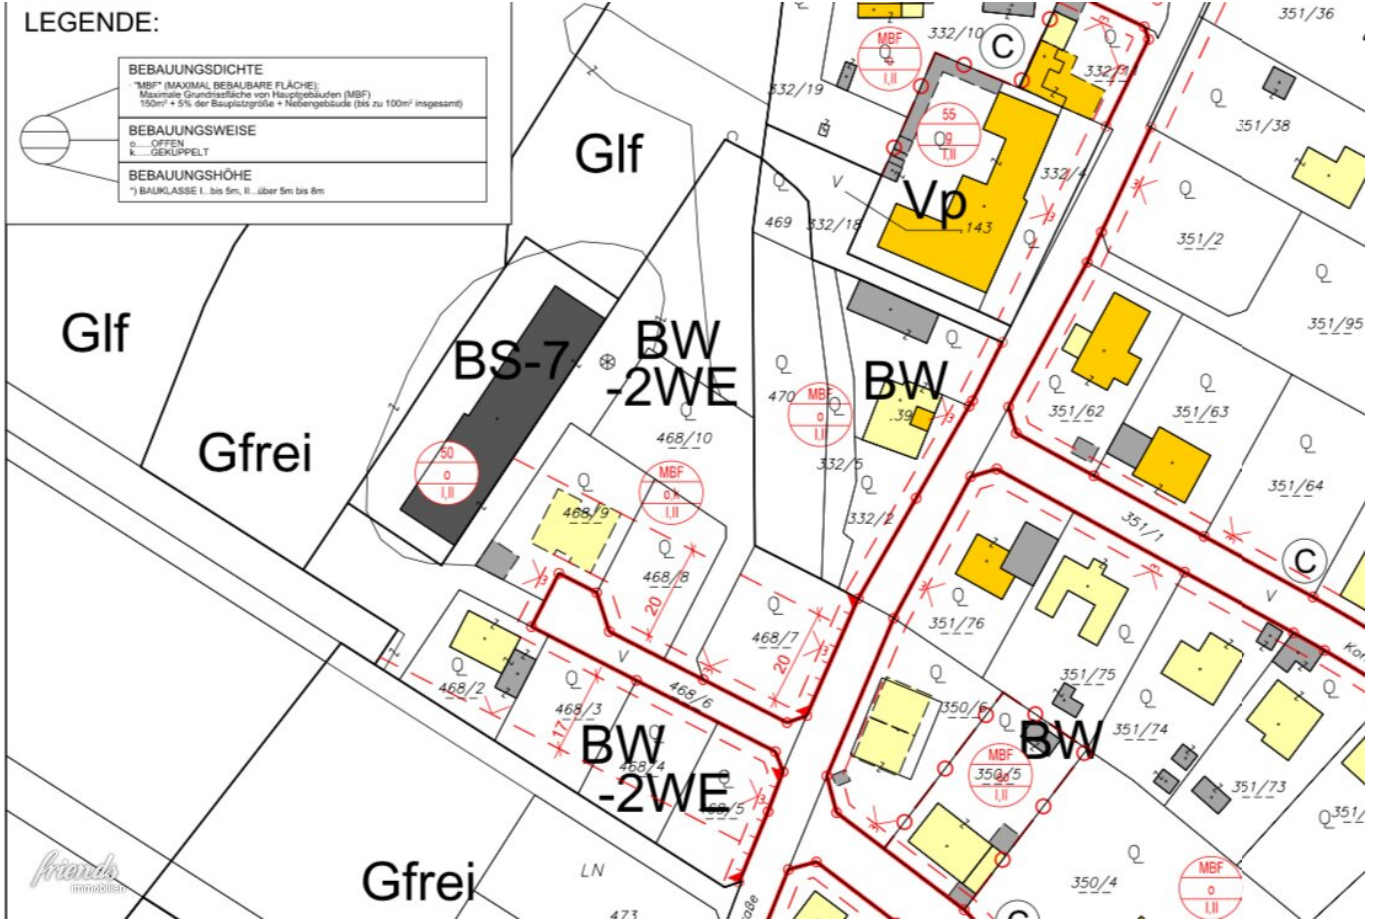 LEGENDE:
BEBAUUNGSDICHTE
"MBF" (MAXIMAL BEBAUBARE FLÄCHE):
Maximale Grundrissfläche von Hauptgebäuden (MBF)
150m² + 5% der Bauplatzgröße + Nebengebäude (bis zu 100m² insgesamt)
BEBAUUNGSWEISE
o.....OFFEN
k.....GEKUPPELT
BEBAUUNGSHÖHE
*) BAUKLASSE I...bis 5m, II...über 5m bis 8m
351/36
332/10
C
MBF
I,II
332/11
332/19
351/38
55
g
I,II
Glf
332/4
Vp
V
469
332/18
143
351/2
Glf
351/95
BS-7
BW
-2WE
BW
470
MBF
o
I,II
39
351/62
351/63
468/10
Gfrei
50
o
I,II
MBF
o,k
I,II
332/5
351/64
468/9
332/2
351/1
C
468/8
20
V
351/76
468/7
20
V
Kor
468/2
468/6
351/75
468/3
17
350/6
BW
-2WE
BW
351/74
468/4
MBF
350/5
I,II
351/73
351/
Gfrei
LN
350/4
MBF
o
I,II
473
aße
C
friends
immobilien